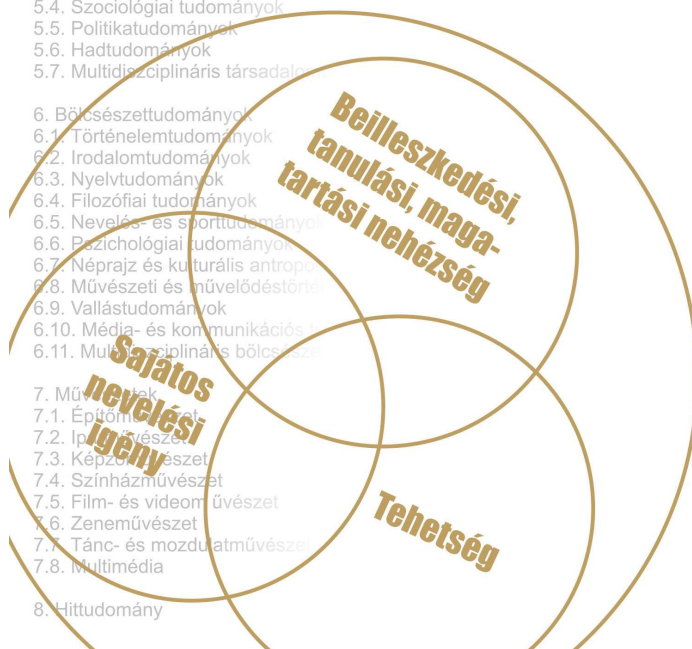 5.4. Szociológiai tudományok
5.5. Politikatudományok
5.6. Hadtudományok
5.7. Multidiszciplináris
6. Bölcsészettudományok
6.1. Történelemtudományok
6.2. Irodalomtudományok
6.3. Nyelvtudományok
6.4. Filozófiai tudományok
6.5. Nevelés- és sporttudományok
6.6. Pszichológiai tudományok
6.7. Néprajz és kulturális
6.8. Művészeti és
6.9. Vallástudományok
6.10. Média- és kommunikációs
6.11. Multidiszciplináris
7. Művészetek
7.1. Építőművészet
7.2. Iparművészet
7.3. Képzőművészet
7.4. Színházművészet
7.5. Film- és videom űvészet
7.6. Zeneművészet
7.7. Tánc- és mozdulatművészet
7.8. Multimédia
8. Hittudomány
Beilleszkedési,
tanulási, maga-
tartási nehézség
Sajátos
nevelési
igény
Tehetség